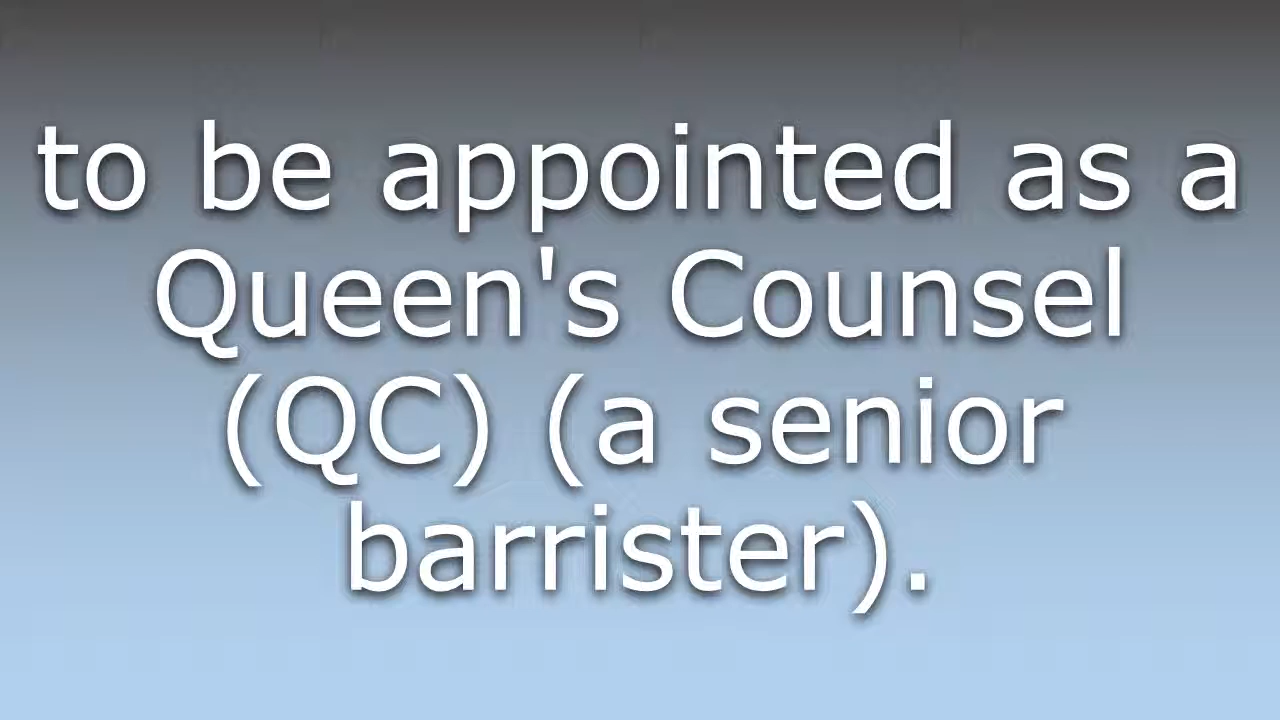 to be appointed as a
Queen's Counsel
(QC) (a senior
barrister).